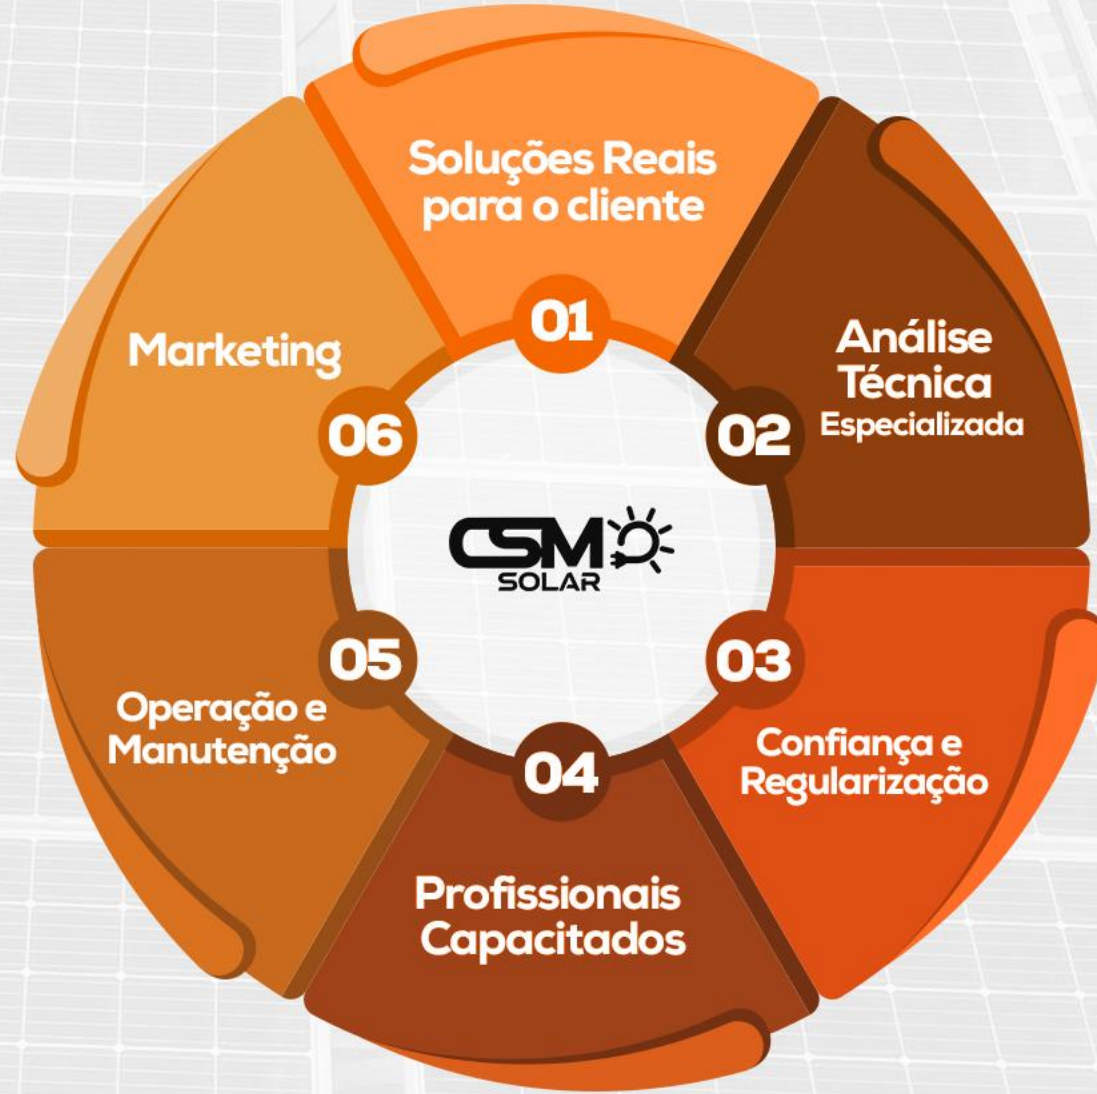 Soluções Reais
para o cliente
01
Análise
Técnica
Especializada
02
03
Confiança e
Regularização
04
Profissionais
Capacitados
05
Operação e
Manutenção
Marketing
06
CSM
SOLAR